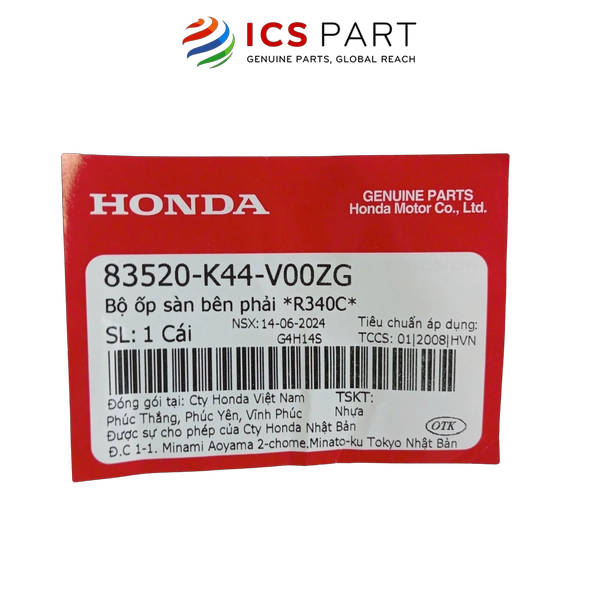 ICS PART
GENUINE PARTS, GLOBAL REACH
HONDA
GENUINE PARTS
Honda Motor Co., Ltd.
83520-K44-V00ZG
Bộ ốp sàn bên phải *R340C*
SL: 1 Cái
NSX:14-06-2024
G4H14S
Tiêu chuẩn áp dụng:
TCCS: 01|2008|HVN
Đóng gói tại: Cty Honda Việt Nam
Phúc Thắng, Phúc Yên, Vĩnh Phúc
TSKT:
Nhựa
Được sự cho phép của Cty Honda Nhật Bản
Đ.C 1-1. Minami Aoyama 2-chome.Minato-ku Tokyo Nhật Bản
OTK